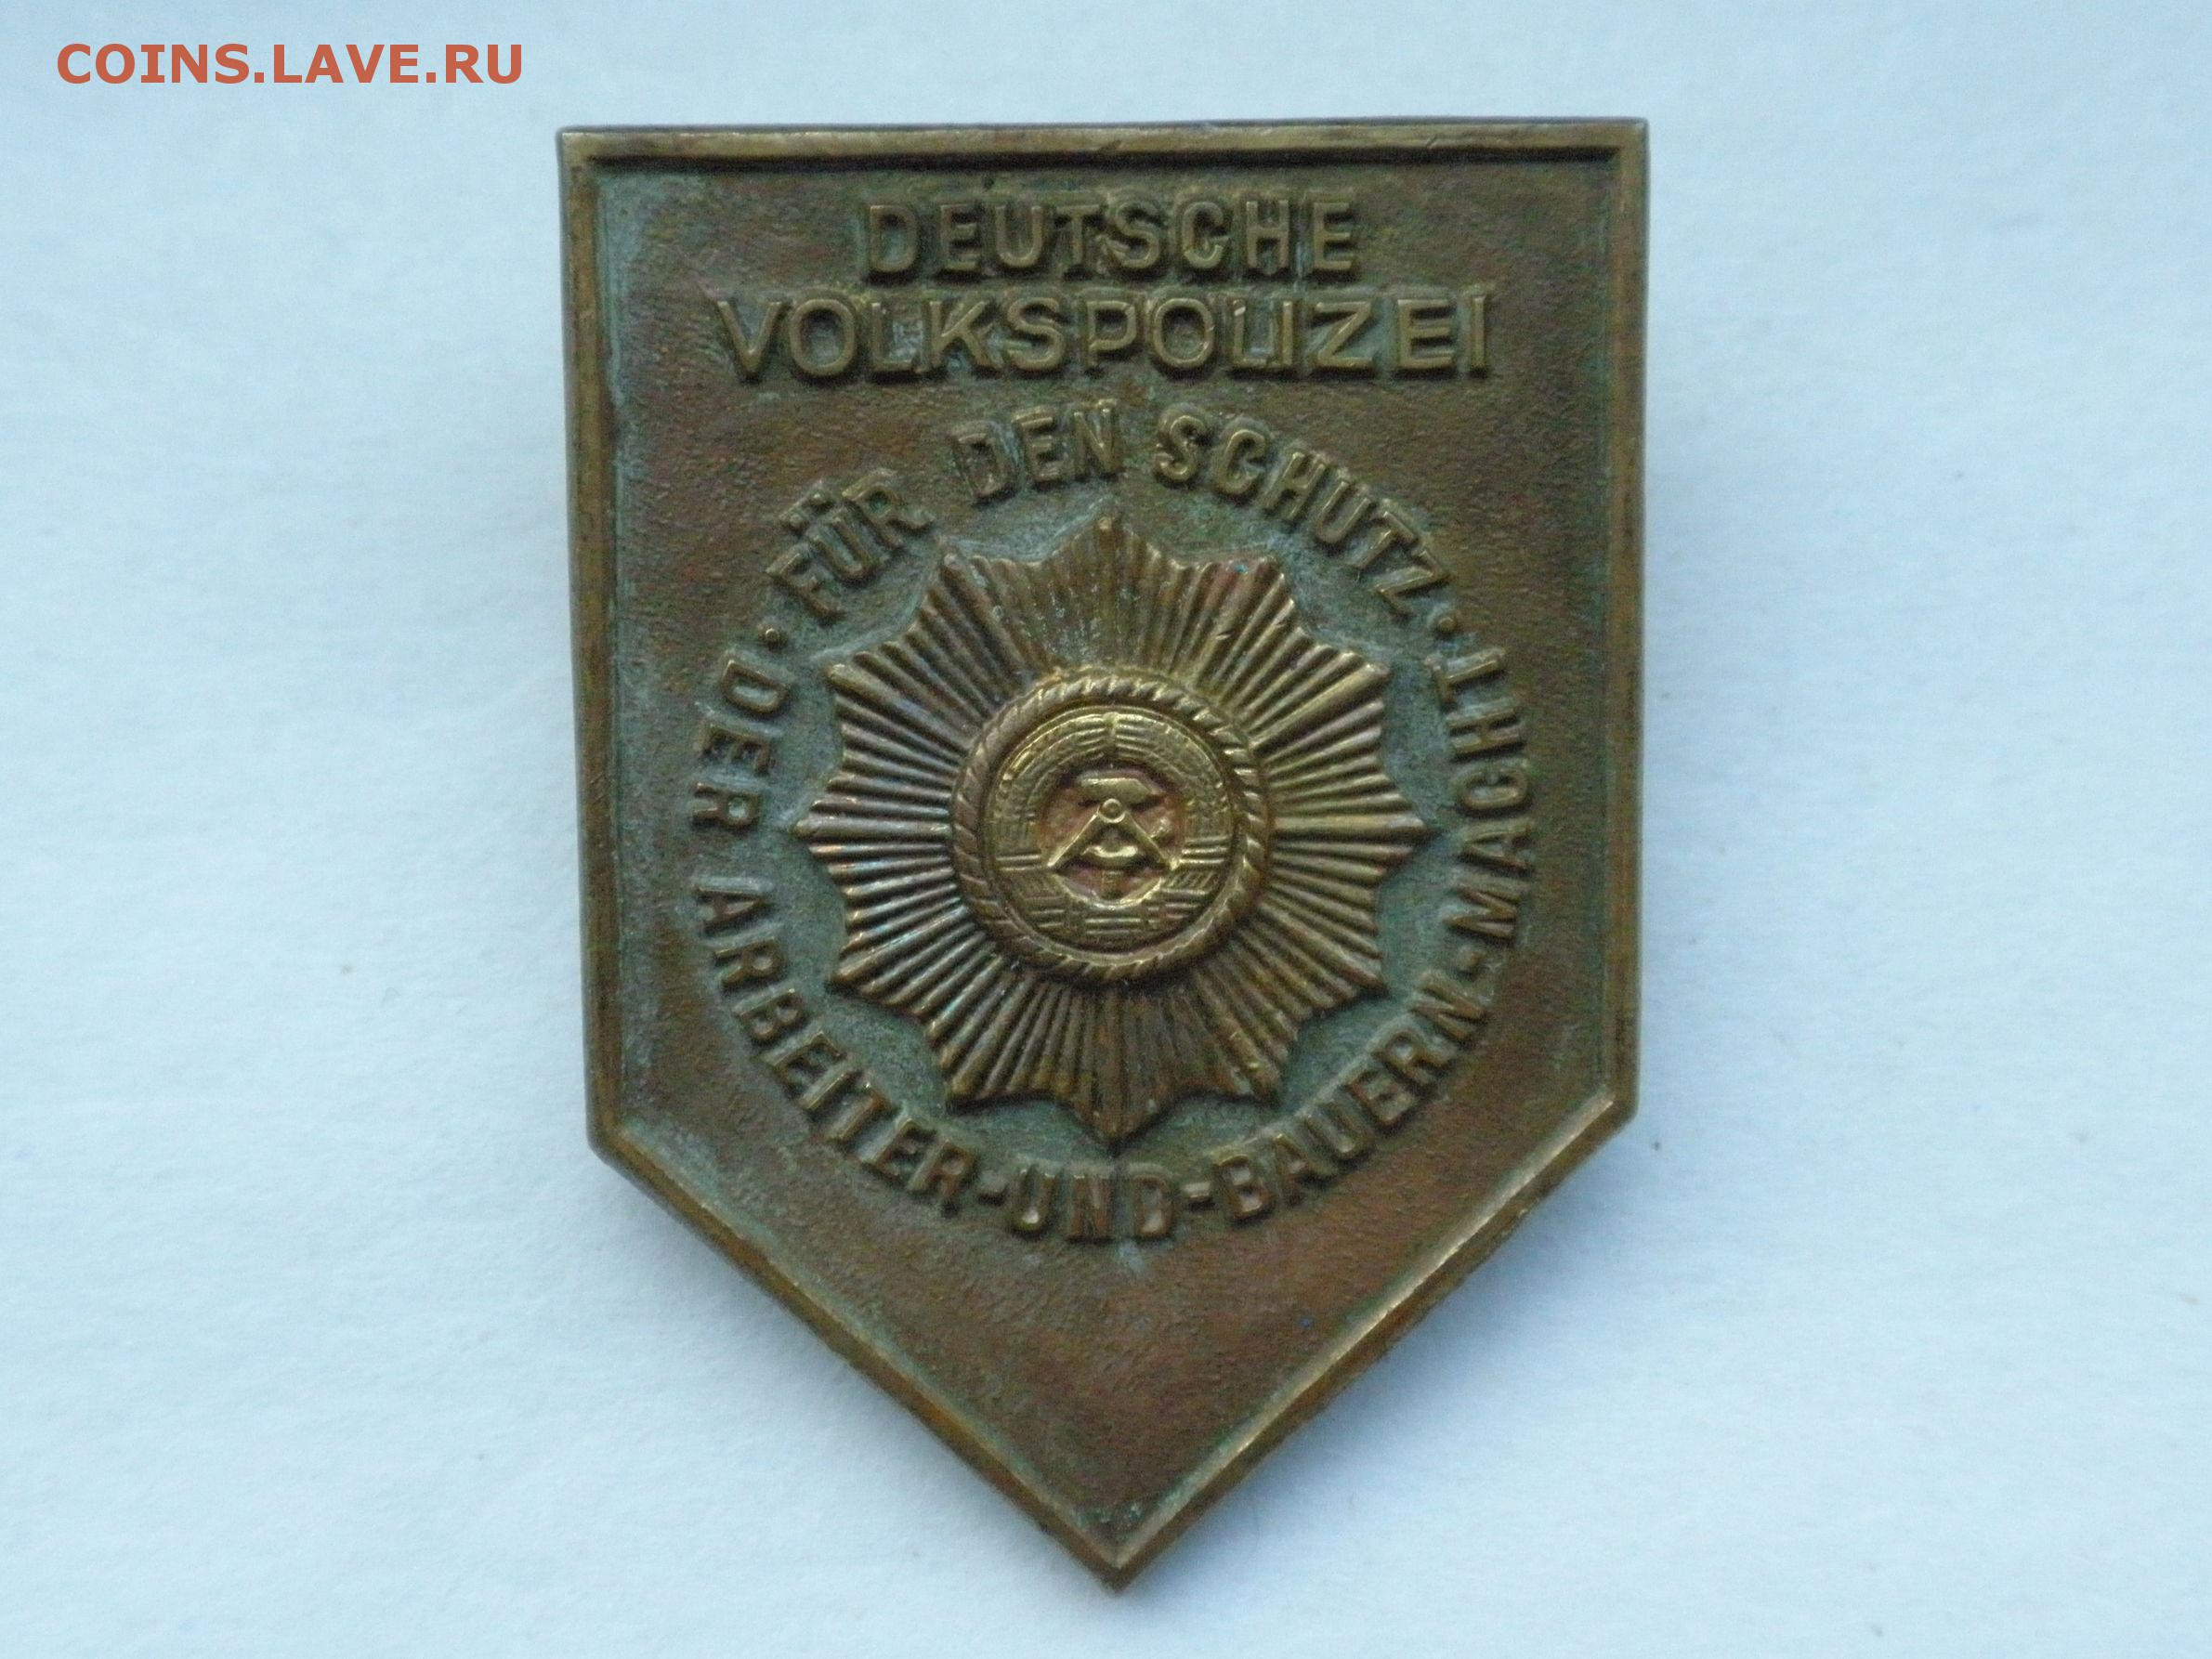 COINS.LAVE.RU
DEUTSCHE
VOLKSPOLIZEI
FÜR DEN SCHUTZ
· DER ARBEITER-UND-BAUERN-MACHT ·